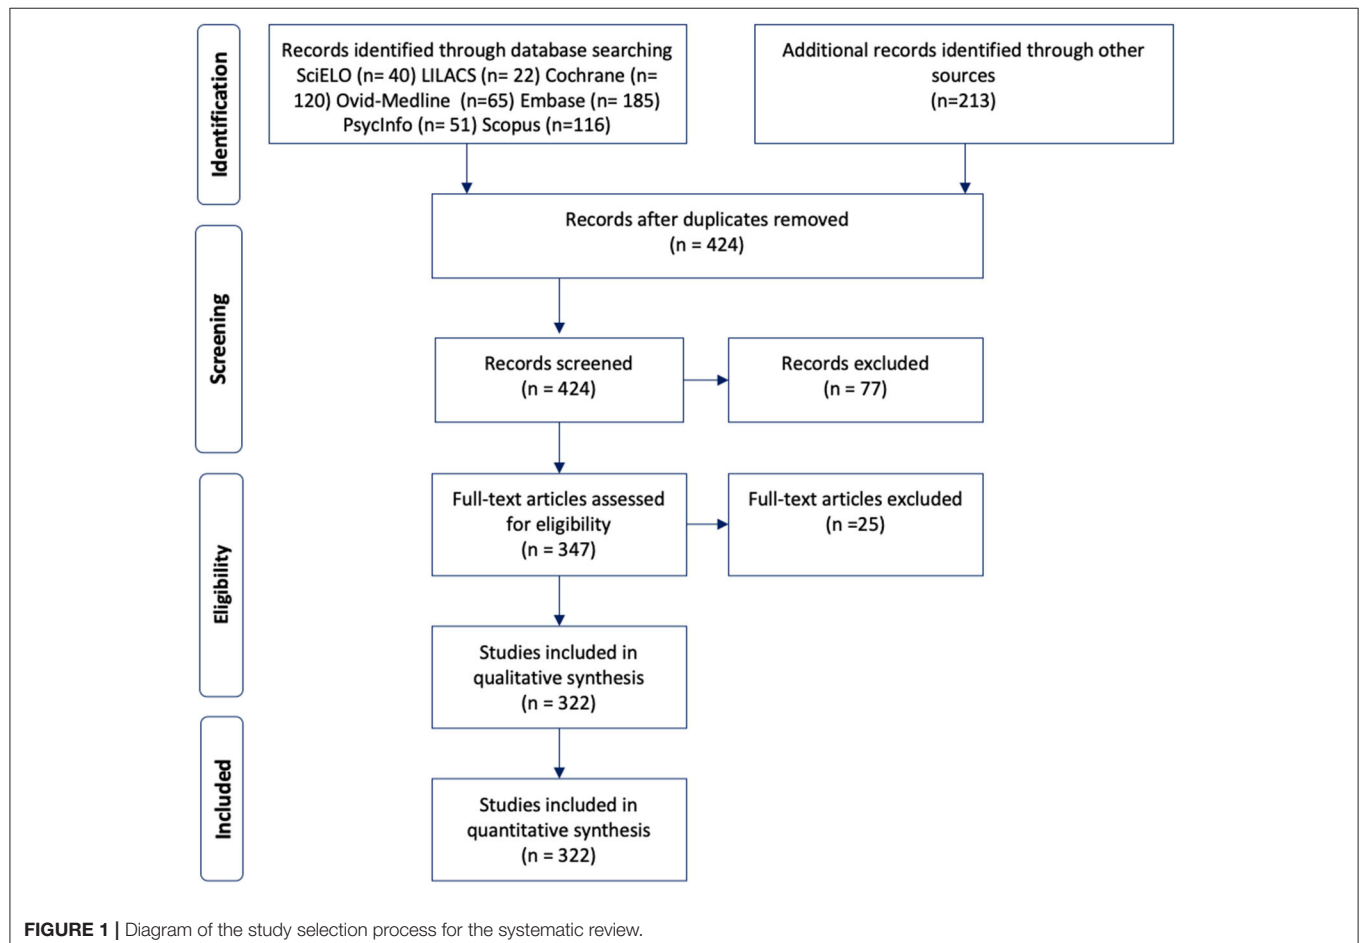 Identification
Records identified through database searching
SciELO (n= 40) LILACS (n= 22) Cochrane (n=
120) Ovid-Medline (n=65) Embase (n= 185)
PsycInfo (n= 51) Scopus (n=116)
Additional records identified through other
sources
(n=213)
Records after duplicates removed
(n = 424)
Screening
Records screened
(n = 424)
Records excluded
(n = 77)
Eligibility
Full-text articles assessed
for eligibility
(n = 347)
Full-text articles excluded
(n =25)
Studies included in
qualitative synthesis
(n = 322)
Included
Studies included in
quantitative synthesis
(n = 322)
FIGURE 1 | Diagram of the study selection process for the systematic review.